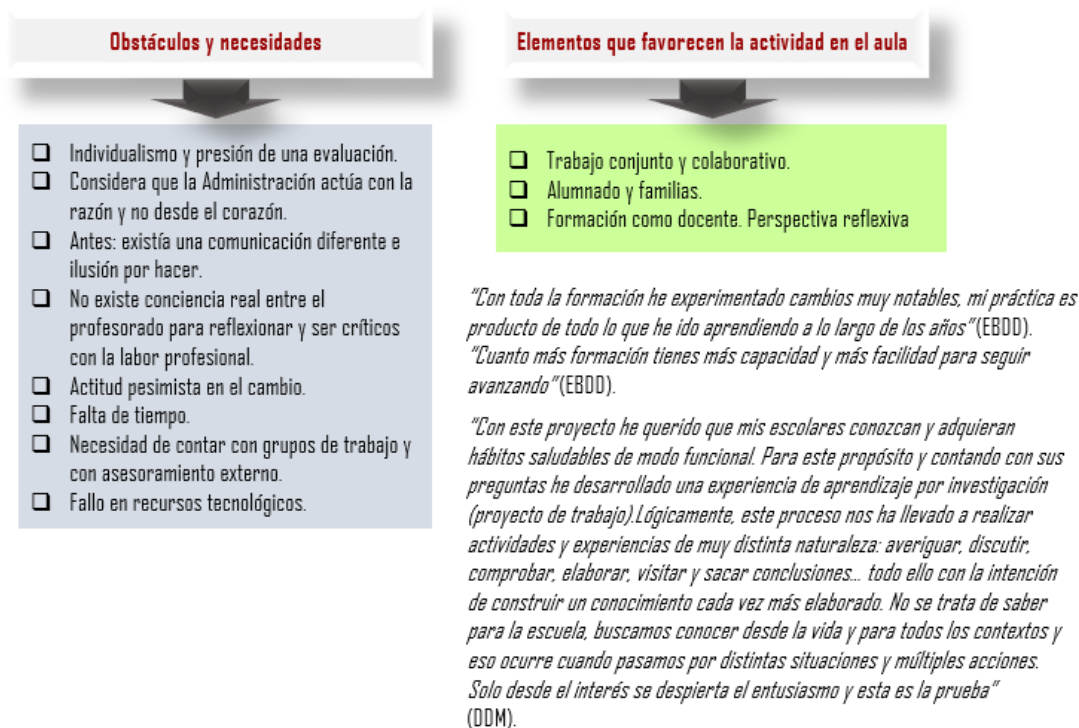 Obstáculos y necesidades
Individualismo y presión de una evaluación.
Considera que la Administración actúa con la
razón y no desde el corazón.
Antes: existía una comunicación diferente e
ilusión por hacer.
No existe conciencia real entre el
profesorado para reflexionar y ser críticos
con la labor profesional.
Actitud pesimista en el cambio.
Falta de tiempo.
Necesidad de contar con grupos de trabajo y
con asesoramiento externo.
Fallo en recursos tecnológicos.
Elementos que favorecen la actividad en el aula
Trabajo conjunto y colaborativo.
Alumnado y familias.
Formación como docente. Perspectiva reflexiva
"Con toda la formación he experimentado cambios muy notables, mi práctica es
producto de todo lo que he ido aprendiendo a lo largo de los años" (EBDD).
"Cuanto más formación tienes más capacidad y más facilidad para seguir
avanzando" (EBDD).
"Con este proyecto he querido que mis escolares conozcan y adquieran
hábitos saludables de modo funcional. Para este propósito y contando con sus
preguntas he desarrollado una experiencia de aprendizaje por investigación
(proyecto de trabajo).Lógicamente, este proceso nos ha llevado a realizar
actividades y experiencias de muy distinta naturaleza: averiguar, discutir,
comprobar, elaborar, visitar y sacar conclusiones... todo ello con la intención
de construir un conocimiento cada vez más elaborado. No se trata de saber
para la escuela, buscamos conocer desde la vida y para todos los contextos y
eso ocurre cuando pasamos por distintas situaciones y múltiples acciones.
Solo desde el interés se despierta el entusiasmo y esta es la prueba"
(DDM).